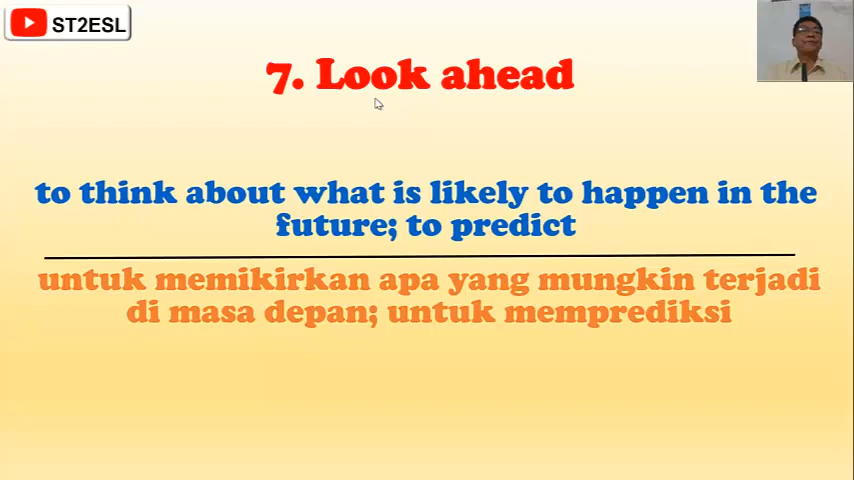 ST2ESL
7. Look ahead
to think about what is likely to happen in the
future; to predict
untuk memikirkan apa yang mungkin terjadi
di masa depan; untuk memprediksi